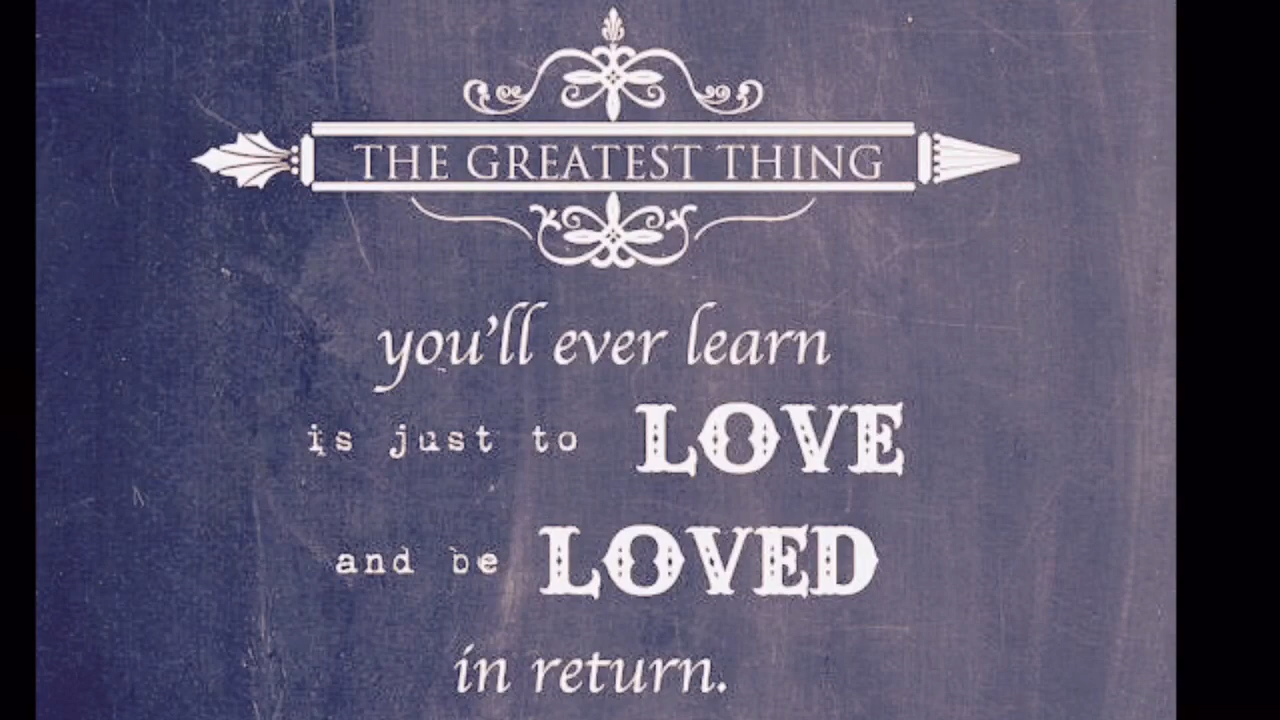 THE GREATEST THING
you'll ever learn
is just to LOVE
and be LOVED
in return.